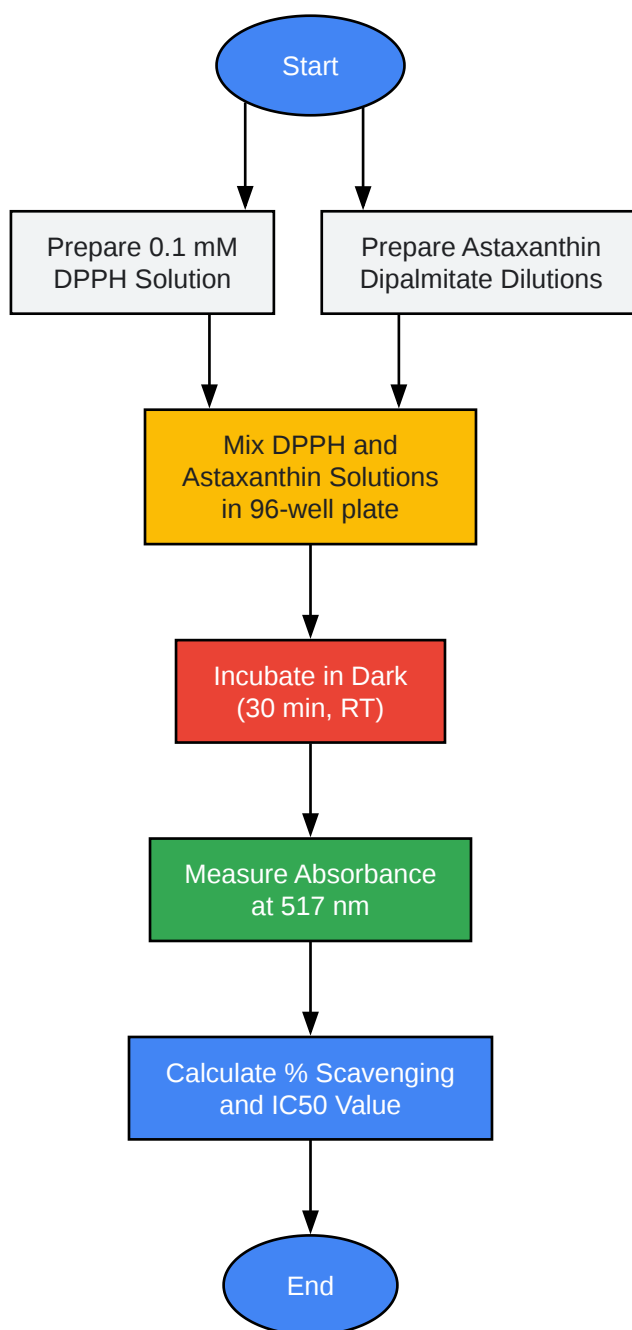 Start
Prepare 0.1 mM
DPPH Solution
Prepare Astaxanthin
Dipalmitate Dilutions
Mix DPPH and
Astaxanthin Solutions
in 96-well plate
Incubate in Dark
(30 min, RT)
Measure Absorbance
at 517 nm
Calculate % Scavenging
and IC50 Value
End